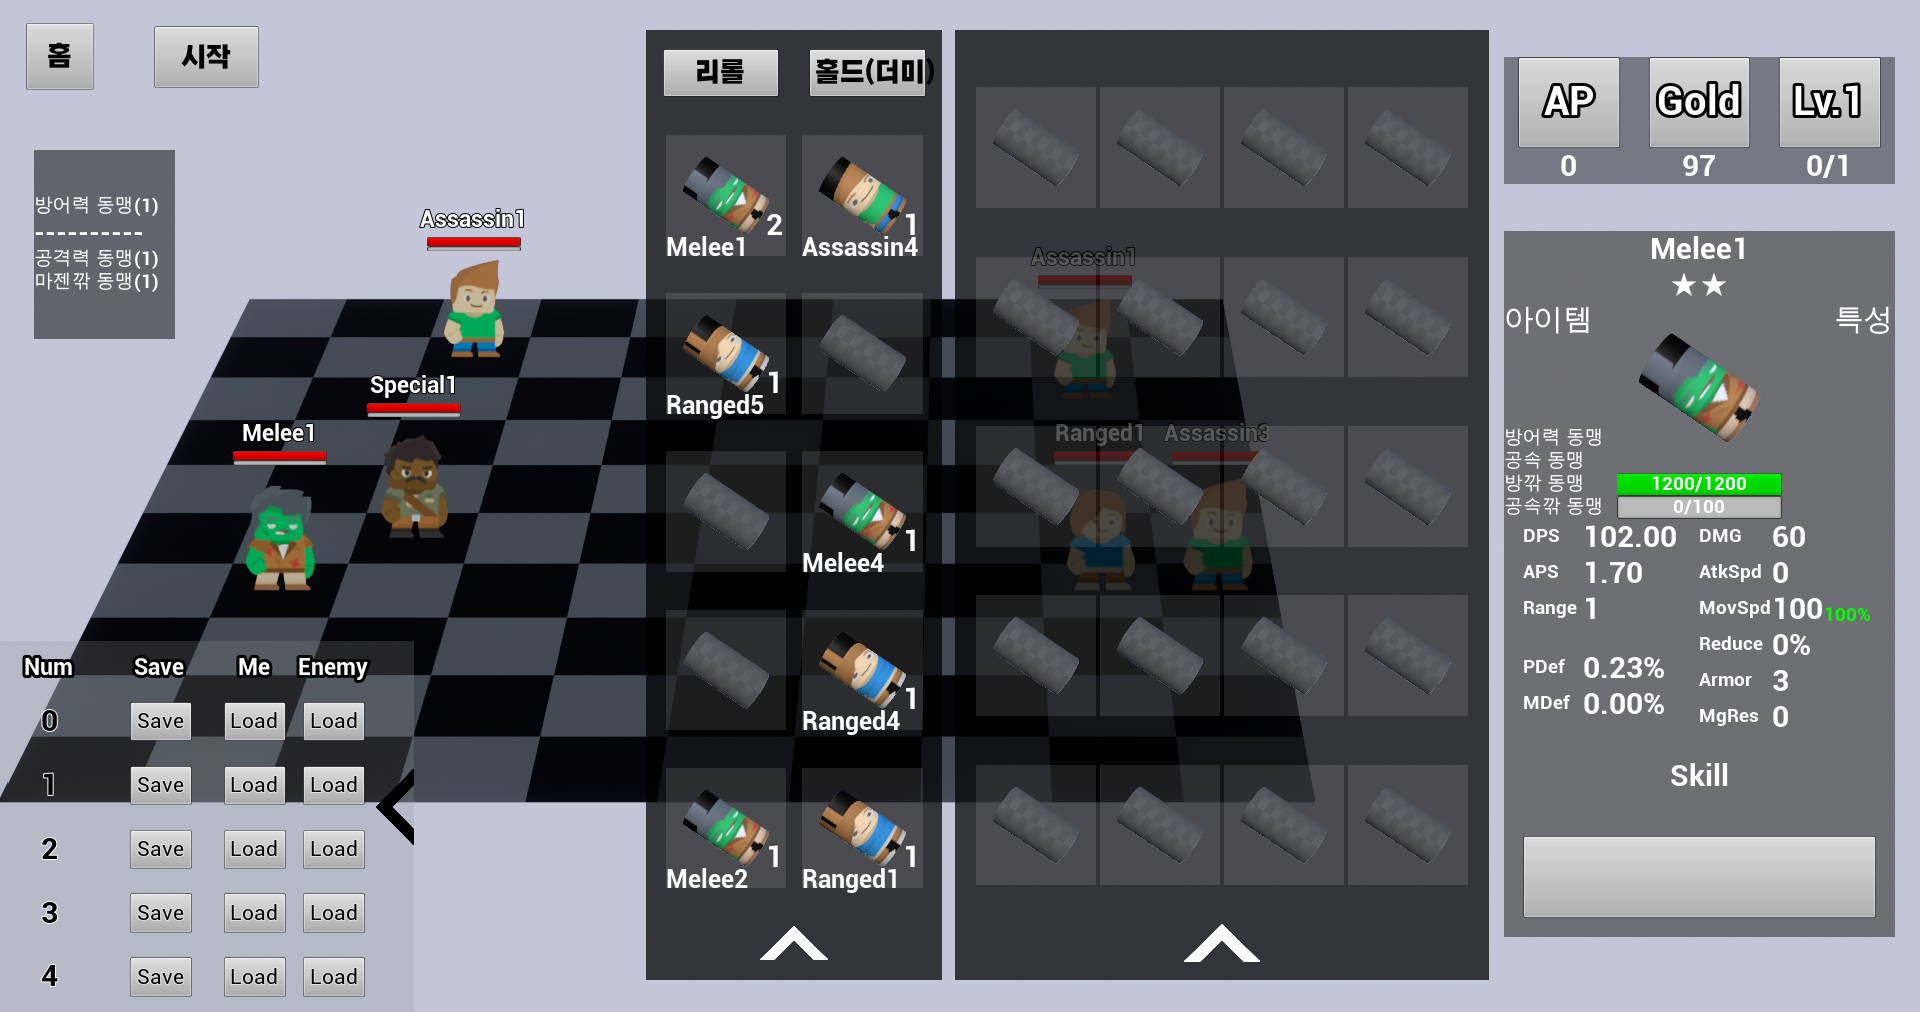 홈
시작
방어력 동맹(1)
----------
공격력 동맹(1)
마젠깎 동맹(1)
Assassin1
Special1
Melee1
Num Save Me Enemy
0 Save Load Load
1 Save Load Load
2 Save Load Load
3 Save Load Load
4 Save Load Load
리롤 홀드(더미)
2 1
Melee1 Assassin4
1
Ranged5
1
Melee4
1
Ranged4
1 1
Melee2 Ranged1
Assassin1
Ranged1 Assassin3
AP Gold Lv.1
0 97 0/1
Melee1
★★
아이템 특성
방어력 동맹
공속 동맹
방깎 동맹
공속깎 동맹
1200/1200
0/100
DPS 102.00 DMG 60
APS 1.70 AtkSpd 0
Range 1 MovSpd 100 100%
Reduce 0%
PDef 0.23% Armor 3
MDef 0.00% MgRes 0
Skill